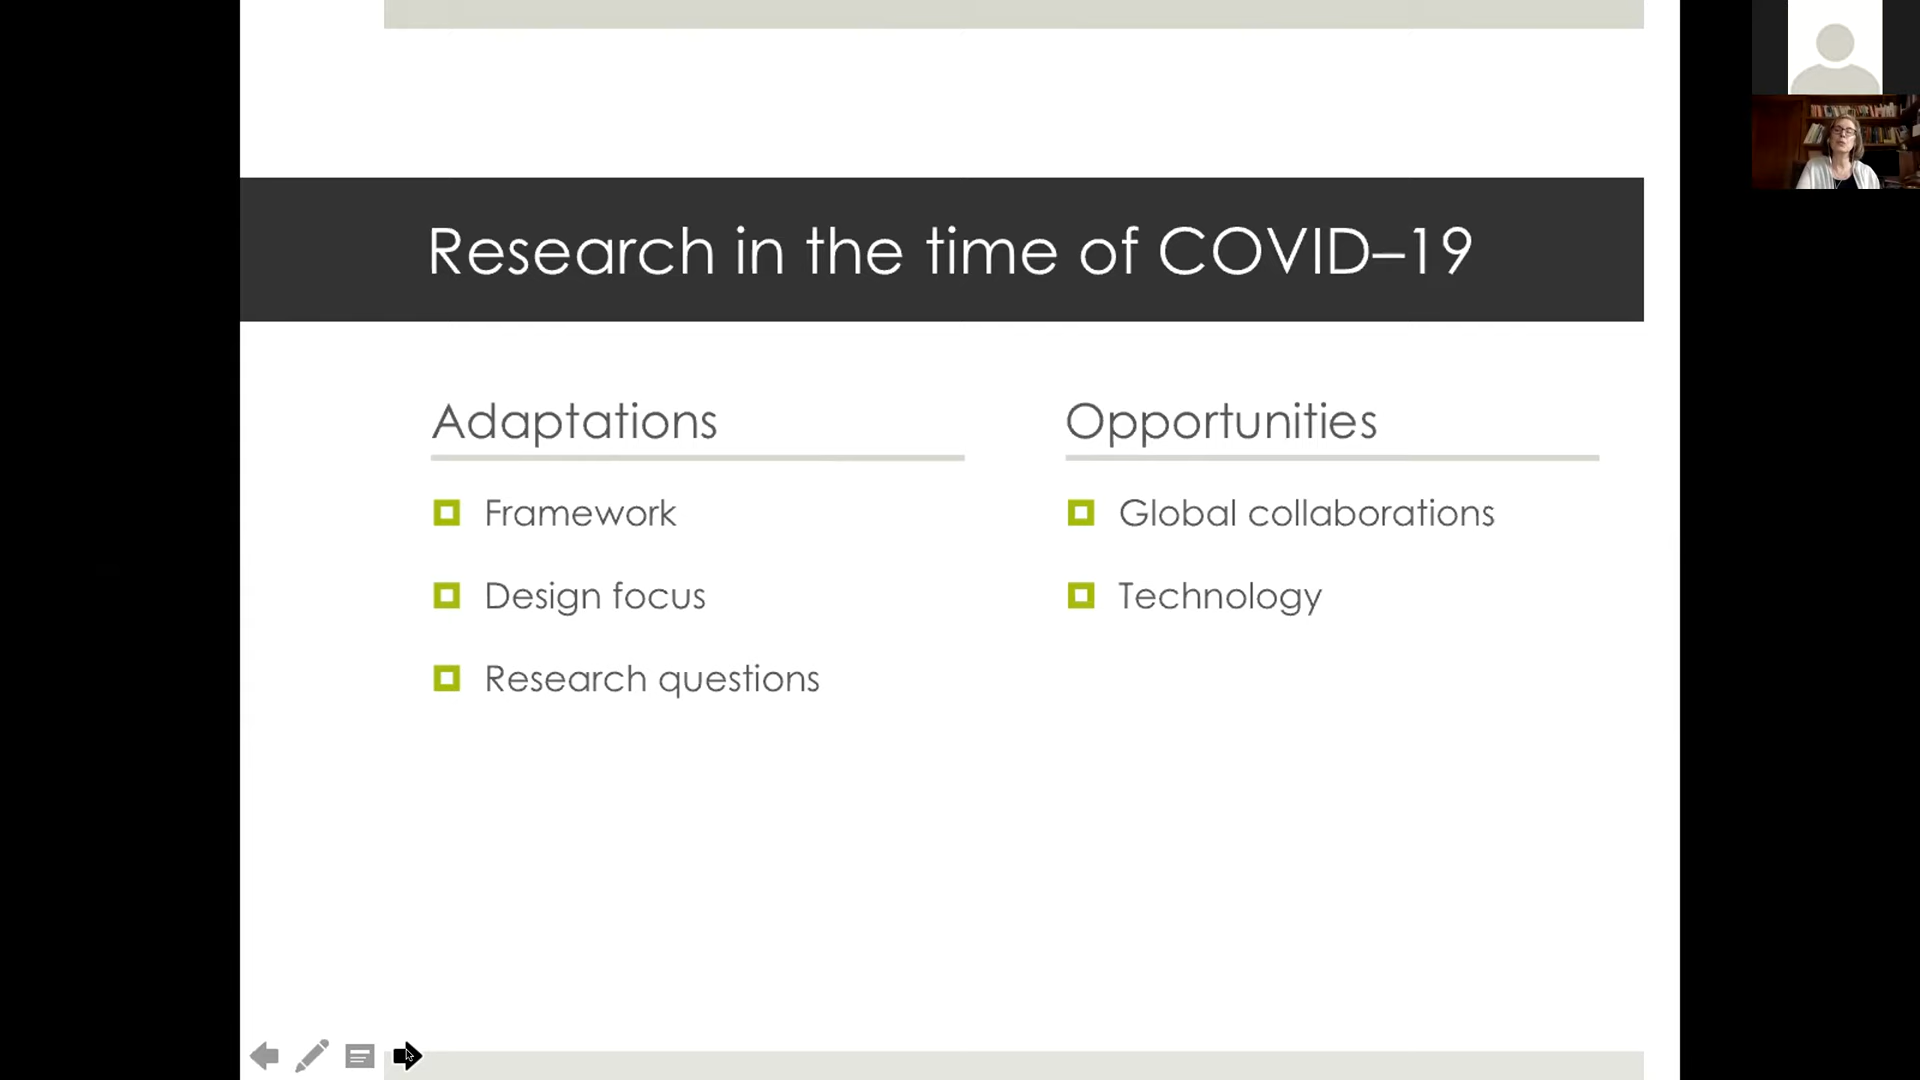 Research in the time of COVID–19
Adaptations
Framework
Design focus
Research questions
Opportunities
Global collaborations
Technology